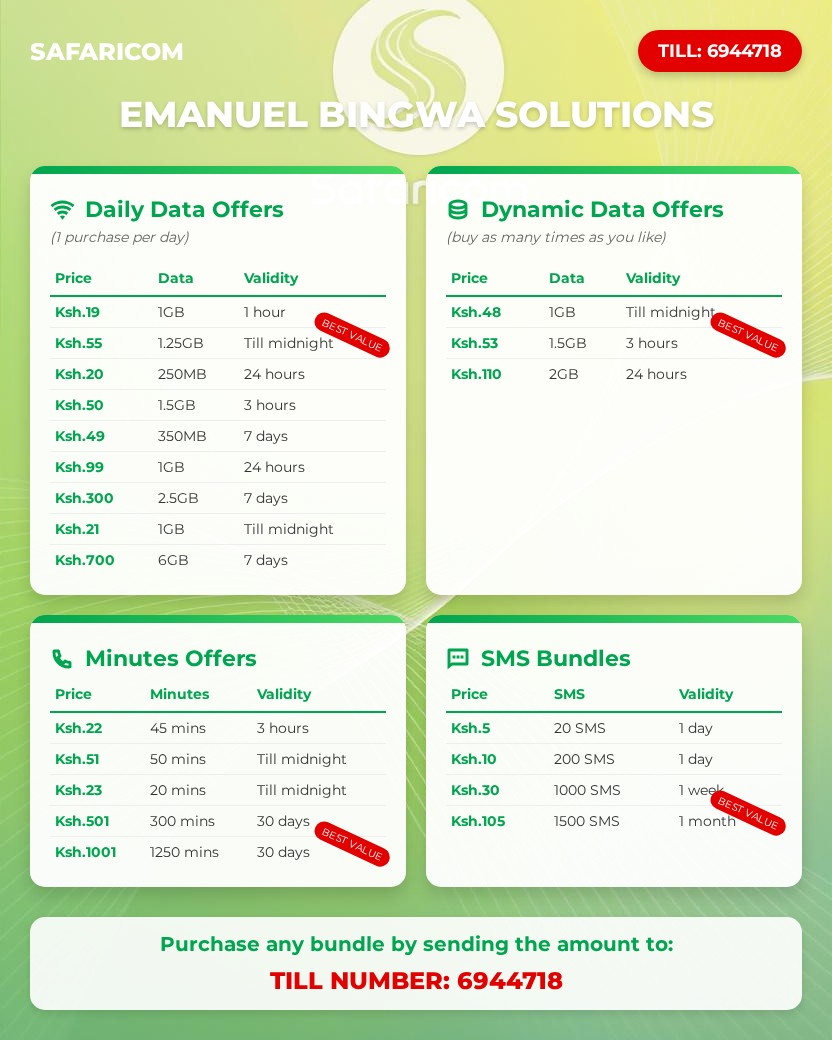 SAFARICOM
TILL: 6944718
EMANUEL BINGWA SOLUTIONS
Daily Data Offers
(1 purchase per day)
Price Data Validity
Ksh.19 1GB 1 hour
BEST VALUE
Ksh.55 1.25GB Till midnight
Ksh.20 250MB 24 hours
Ksh.50 1.5GB 3 hours
Ksh.49 350MB 7 days
Ksh.99 1GB 24 hours
Ksh.300 2.5GB 7 days
Ksh.21 1GB Till midnight
Ksh.700 6GB 7 days
Dynamic Data Offers
(buy as many times as you like)
Price Data Validity
Ksh.48 1GB Till midnight
BEST VALUE
Ksh.53 1.5GB 3 hours
Ksh.110 2GB 24 hours
Minutes Offers
Price Minutes Validity
Ksh.22 45 mins 3 hours
Ksh.51 50 mins Till midnight
Ksh.23 20 mins Till midnight
Ksh.501 300 mins 30 days
BEST VALUE
Ksh.1001 1250 mins 30 days
SMS Bundles
Price SMS Validity
Ksh.5 20 SMS 1 day
Ksh.10 200 SMS 1 day
Ksh.30 1000 SMS 1 week
BEST VALUE
Ksh.105 1500 SMS 1 month
Purchase any bundle by sending the amount to:
TILL NUMBER: 6944718